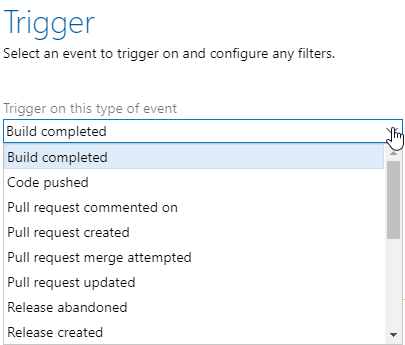 Trigger
Select an event to trigger on and configure any filters.
Trigger on this type of event
Build completed
Build completed
Code pushed
Pull request commented on
Pull request created
Pull request merge attempted
Pull request updated
Release abandoned
Release created